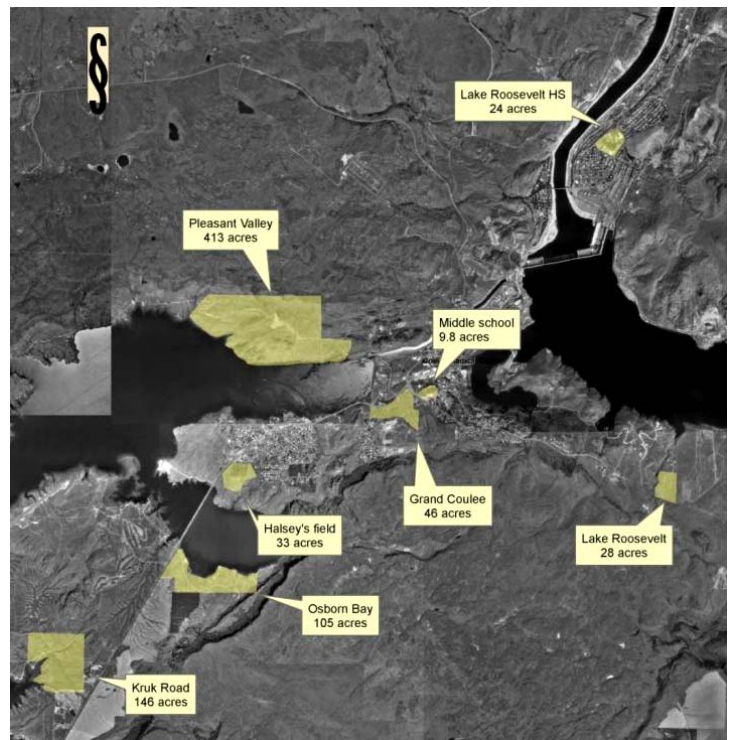 §
Lake Roosevelt HS
24 acres
Pleasant Valley
413 acres
Middle school
9.8 acres
Grand Coulee
46 acres
Halsey's field
33 acres
Lake Roosevelt
28 acres
Osborn Bay
105 acres
Kruk Road
146 acres